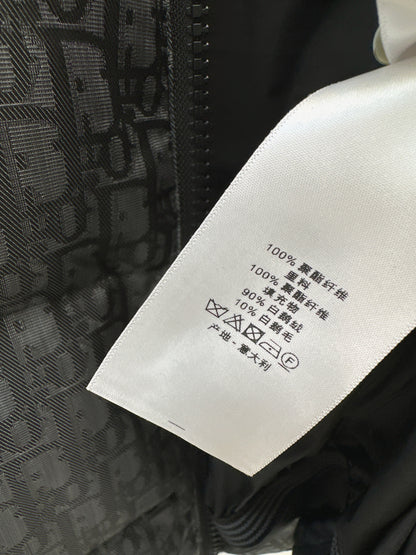 100% 聚酯纤维
里料
100% 聚酯纤维
填充物
90% 白鹅绒
10% 白鹅毛
F
产地 - 意大利